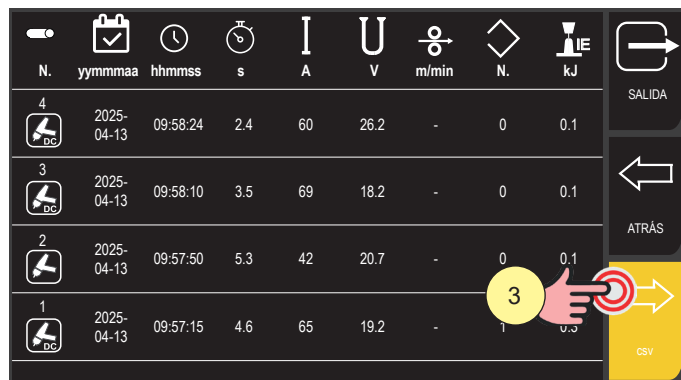 I U IE
N. yymmmaa hhmmss s A V m/min N. kJ
SALIDA
4
DC
2025-
04-13
09:58:24 2.4 60 26.2 - 0 0.1
3
DC
2025-
04-13
09:58:10 3.5 69 18.2 - 0 0.1
ATRÁS
2
2025-
04-13
09:57:50 5.3 42 20.7 - 0 0.1
3
1
DC
2025-
04-13
09:57:15 4.6 65 19.2 - 1
CSV